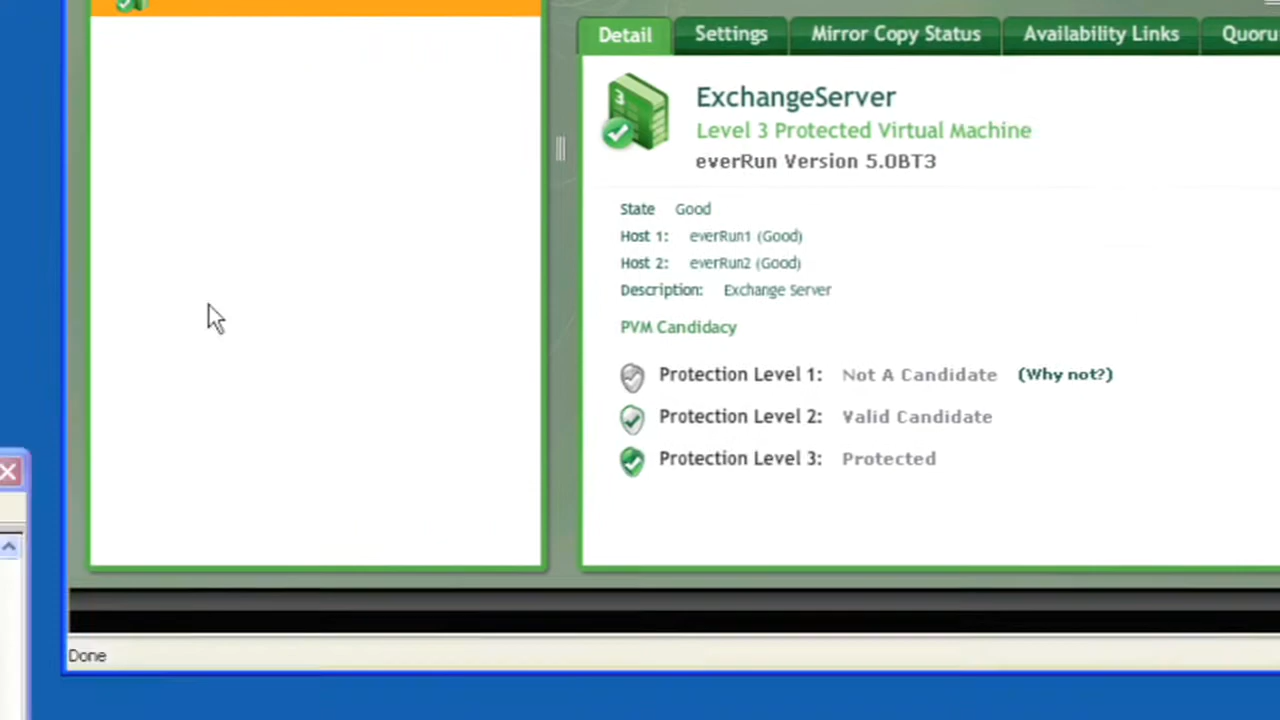 Detail Settings Mirror Copy Status Availability Links Quoru
3
ExchangeServer
Level 3 Protected Virtual Machine
everRun Version 5.0BT3
State Good
Host 1: everRun1 (Good)
Host 2: everRun2 (Good)
Description: Exchange Server
PVM Candidacy
Protection Level 1: Not A Candidate (Why not?)
Protection Level 2: Valid Candidate
Protection Level 3: Protected
Done